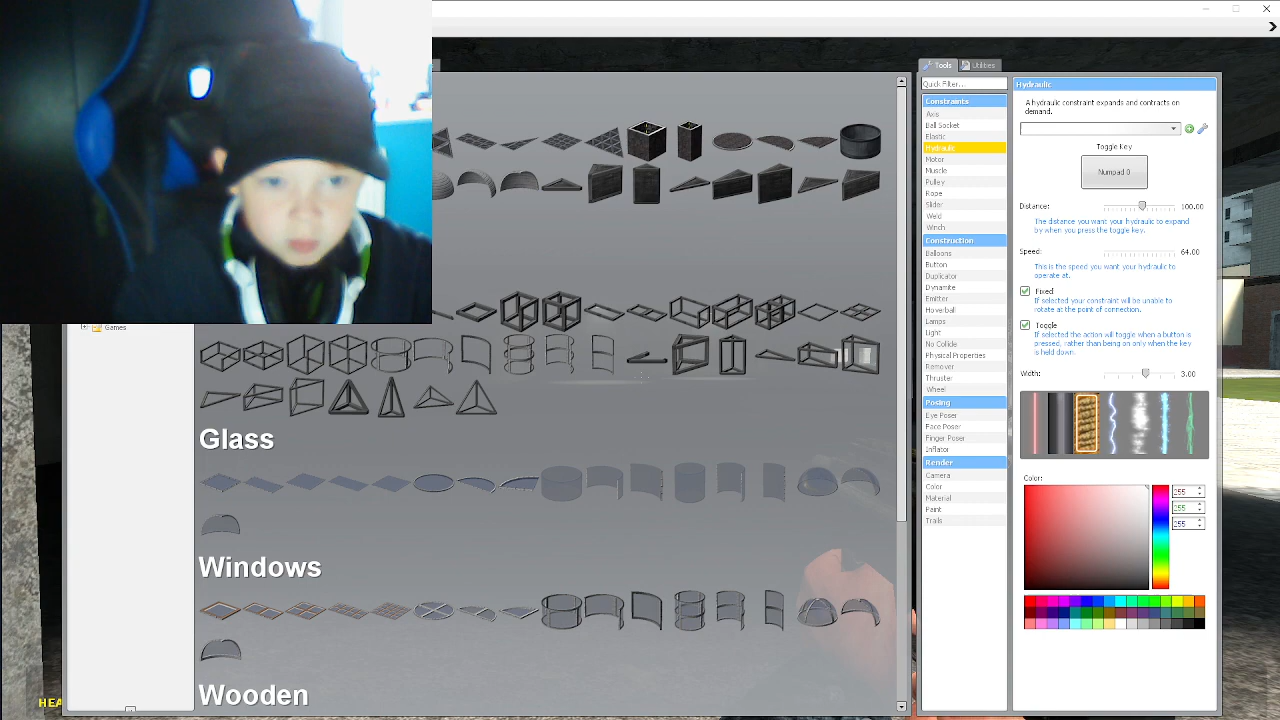 Tools
Utilities
Quick Filter...
Constraints
Axis
Ball Socket
Elastic
Hydraulic
Motor
Muscle
Pulley
Rope
Slider
Weld
Winch
Construction
Balloons
Button
Duplicator
Dynamite
Emitter
Hoverball
Lamps
Light
No Collide
Physical Properties
Remover
Thruster
Wheel
Posing
Eye Poser
Face Poser
Finger Poser
Inflator
Render
Camera
Color
Material
Paint
Trails
Hydraulic
A hydraulic constraint expands and contracts on
demand.
Toggle Key
Numpad 0
Distance: 100.00
The distance you want your hydraulic to expand
by when you press the toggle key.
Speed: 64.00
This is the speed you want your hydraulic to
operate at.
Fixed
If selected your constraint will be unable to
rotate at the point of connection.
Toggle
If selected the action will toggle when a button is
pressed, rather than being on only when the key
is held down.
Width: 3.00
Color:
255
255
255
Games
Glass
Windows
Wooden
HEA